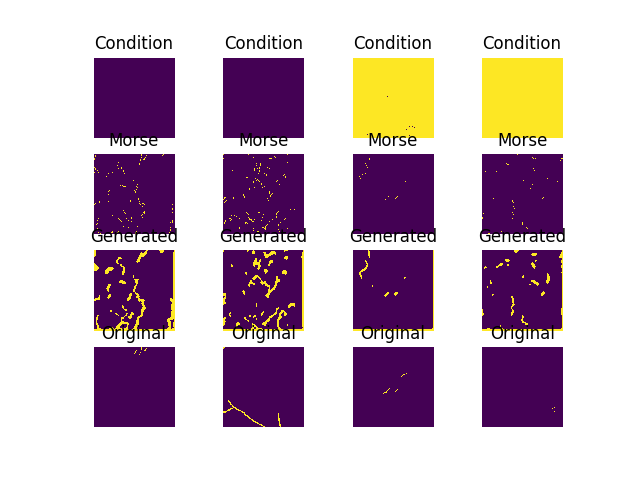 Condition Condition Condition Condition
Morse Morse Morse Morse
Generated Generated Generated Generated
Original Original Original Original